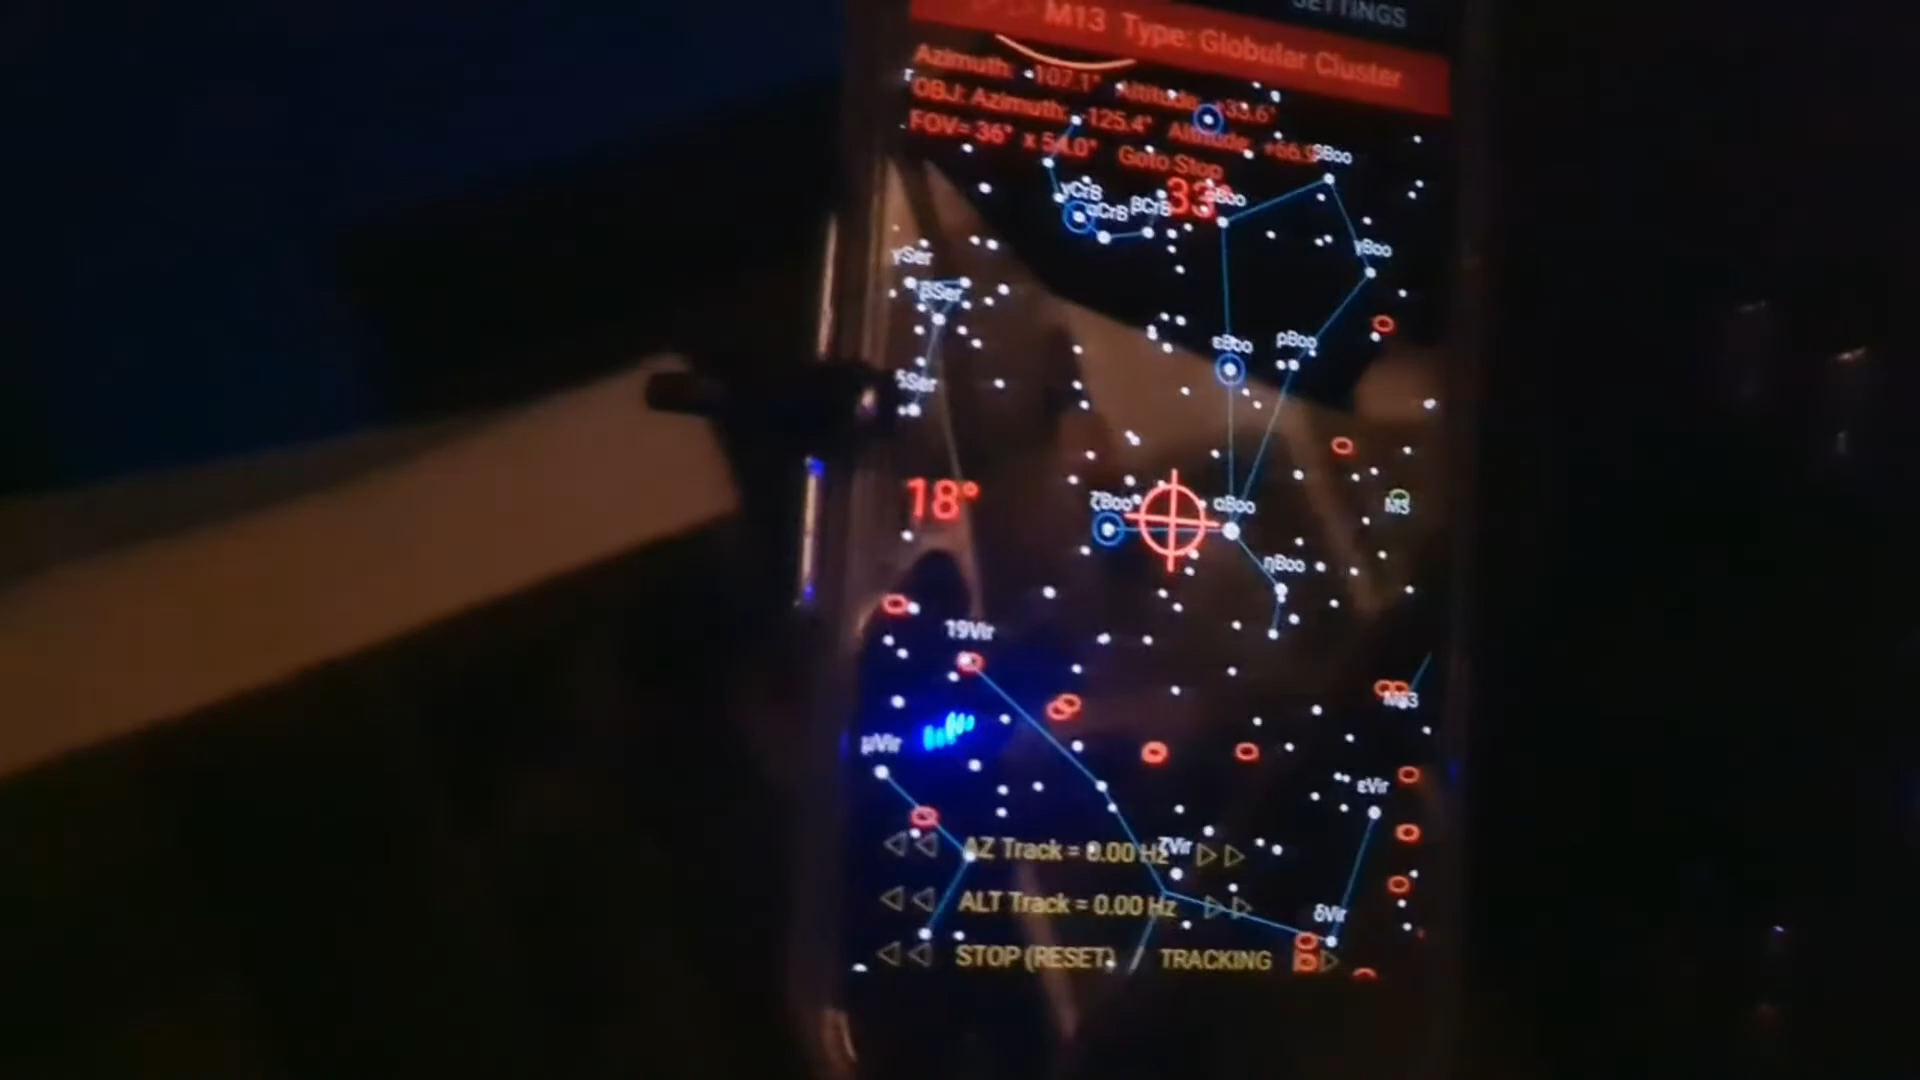 SETTINGS
M13 Type: Globular Cluster
Azimuth: -107.1° Altitude: +33.6°
OBJ: Azimuth: -125.4° Altitude: +66.9
FOV= 36° x 54.0° Goto Stop
33°
βBoo
γCrB
αCrB
βCrB
δBoo
γBoo
γSer
βSer
εBoo
ρBoo
δSer
18°
ζBoo
αBoo
M3
ηBoo
19Vir
μVir
εVir
AZ Track = 0.00 Hz
ζVir
ALT Track = 0.00 Hz
δVir
STOP (RESET) / TRACKING